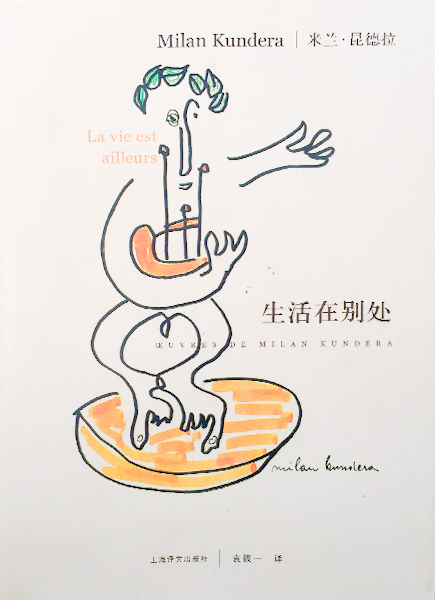 Milan Kundera | 米兰·昆德拉
La vie est
ailleurs
生活在别处
ŒUVRES DE MILAN KUNDERA
milan kundera
上海译文出版社 | 袁筱一 译